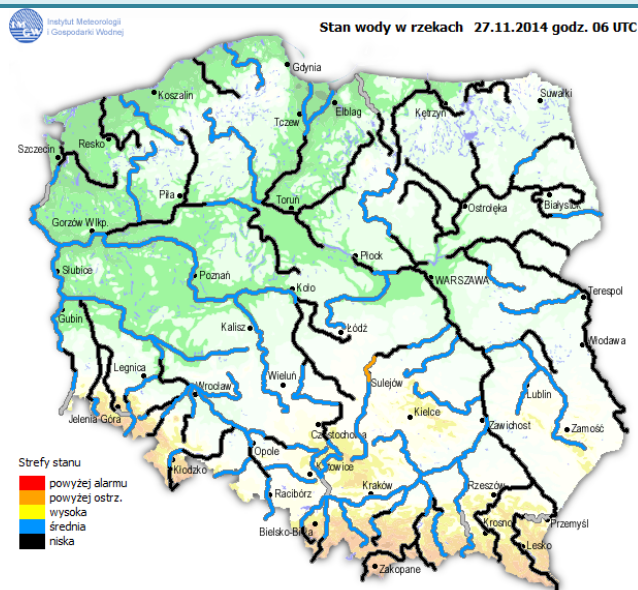 Instytut Meteorologii
i Gospodarki Wodnej
Stan wody w rzekach 27.11.2014 godz. 06 UTC
Gdynia
Koszalin
Suwałki
Elbląg
Kętrzyn
Tczew
Resko
Szczecin
Piła
Toruń
Ostrołęka
Białystok
Gorzów Wlkp.
Płock
Słubice
Poznań
WARSZAWA
Koło
Terespol
Gubin
Kalisz
Łódź
Włodawa
Legnica
Wieluń
Sulejów
Wrocław
Lublin
Jelenia-Góra
Kielce
Zawichost
Zamość
Częstochowa
Opole
Strefy stanu
Kłodzko
Katowice
powyżej alarmu
powyżej ostrz.
Racibórz
Kraków
Rzeszów
wysoka
średnia
Krosno
Przemyśl
niska
Bielsko-Biała
Lesko
Zakopane